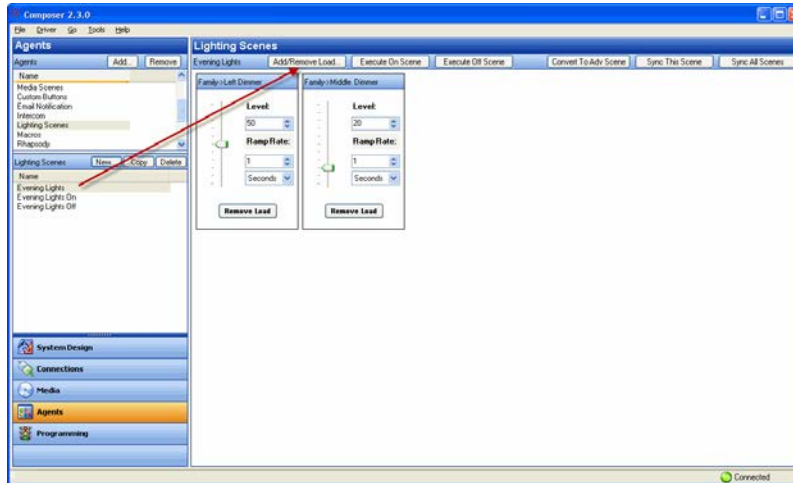 Composer 2.3.0
File Driver Go Tools Help
Agents
Lighting Scenes
Agents Add... Remove
Evening Lights Add/Remove Load... Execute On Scene Execute Off Scene Convert To Adv Scene Sync This Scene Sync All Scenes
Name
Media Scenes
Custom Buttons
Email Notification
Intercom
Lighting Scenes
Macros
Rhapsody
Lighting Scenes New... Copy Delete
Name
Evening Lights
Evening Lights On
Evening Lights Off
Family>Left Dimmer
Level:
50
Ramp Rate:
1
Seconds
Remove Load
Family>Middle Dimmer
Level:
20
Ramp Rate:
1
Seconds
Remove Load
System Design
Connections
Media
Agents
Programming
Connected